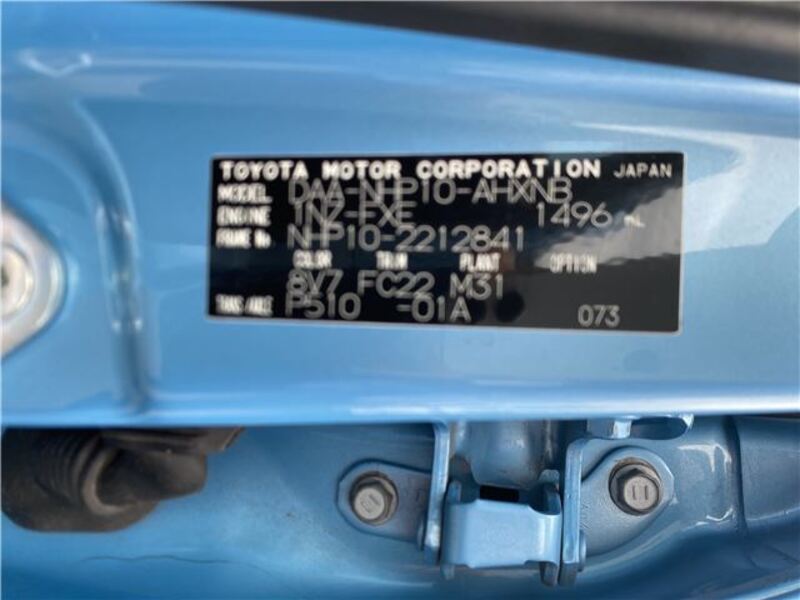 TOYOTA MOTOR CORPORATION JAPAN
MODEL DAA-NHP10-AHXNB
ENGINE 1NZ-FXE 1496 mL
FRAME No NHP10-2212841
COLOR TRIM PLANT OPTION
8V7 FC22 M31
TRANS/AXLE P510 -01A 073